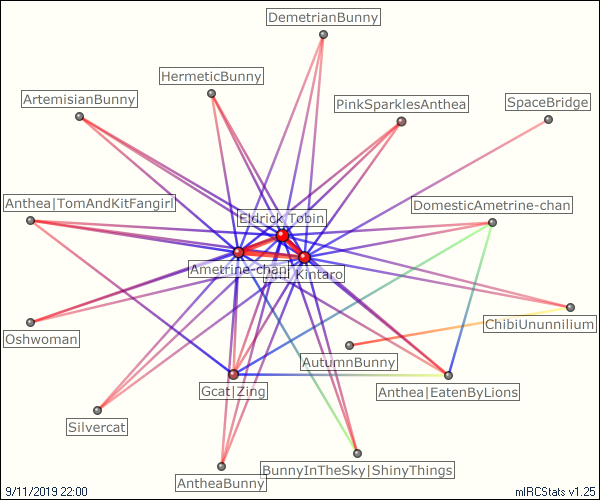 DemetrianBunny
HermeticBunny
ArtemisianBunny
PinkSparklesAnthea
SpaceBridge
Anthea|TomAndKitFangirl
DomesticAmetrine-chan
Eldrick_Tobin
Ametrine-chan
Kintaro
ChibiUnunnilium
Oshwoman
AutumnBunny
Gcat|Zing
Anthea|EatenByLions
Silvercat
BunnyInTheSky|ShinyThings
AntheaBunny
9/11/2019 22:00
mIRCStats v1.25